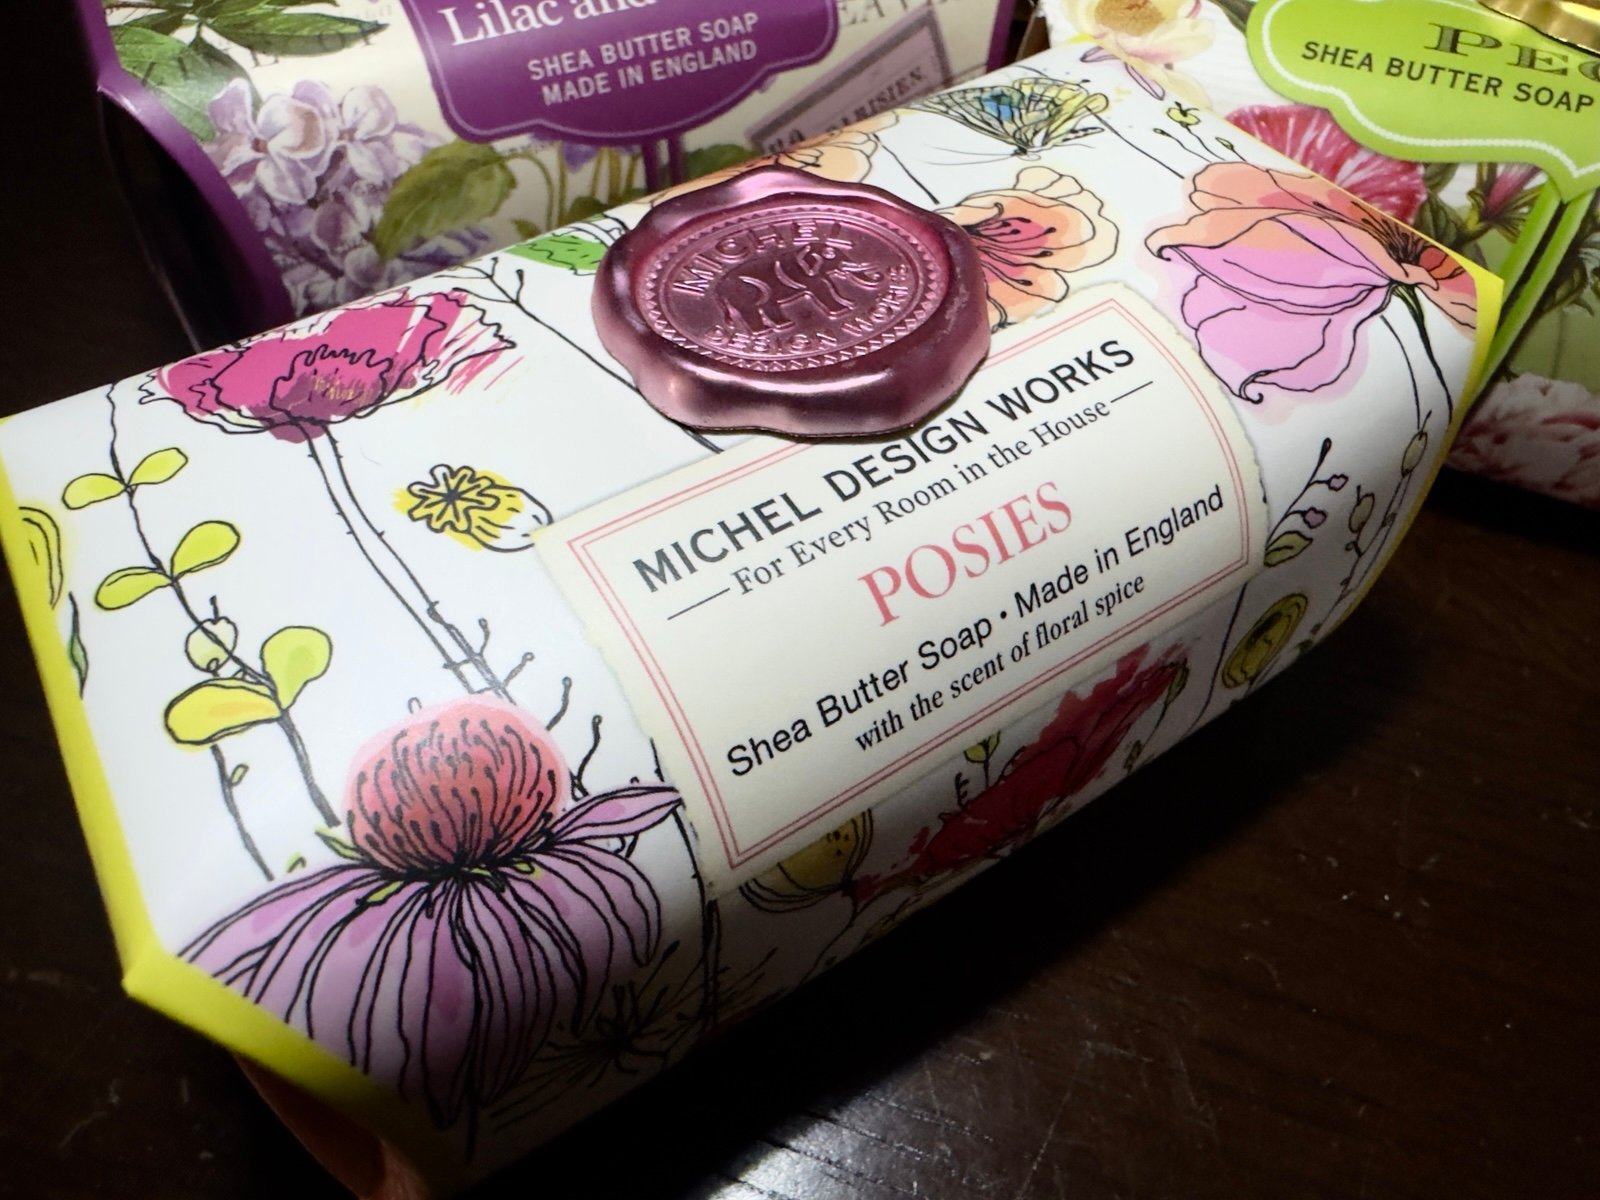 Lilac and
SHEA BUTTER SOAP
MADE IN ENGLAND
PARISIEN
SHEA BUTTER SOAP
MICHEL
DESIGN WORKS
MICHEL DESIGN WORKS
For Every Room in the House
POSIES
Shea Butter Soap • Made in England
with the scent of floral spice